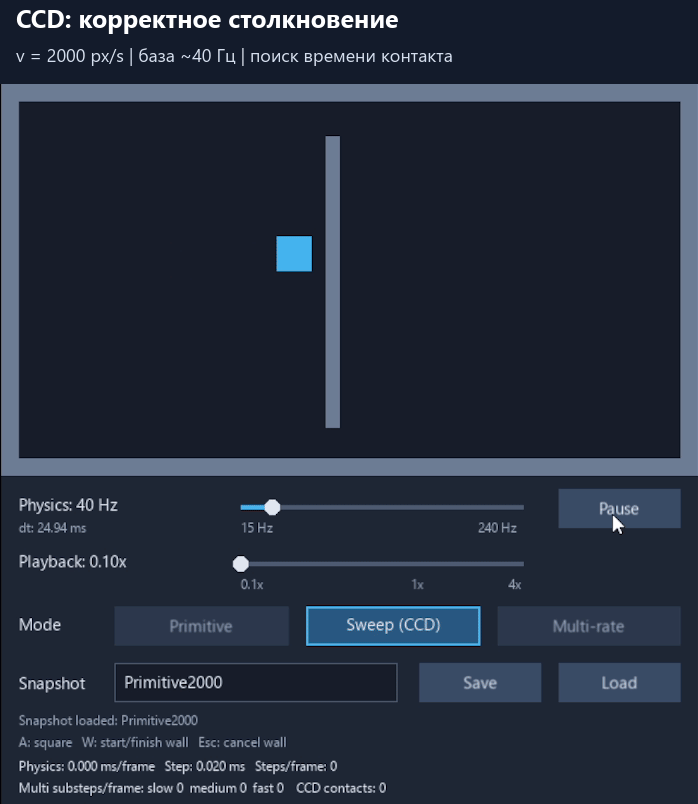 CCD: корректное столкновение
v = 2000 px/s | база ~40 Гц | поиск времени контакта
Physics: 40 Hz
dt: 24.94 ms
15 Hz 240 Hz
Pause
Playback: 0.10x
0.1x 1x 4x
Mode Primitive Sweep (CCD) Multi-rate
Snapshot Primitive2000 Save Load
Snapshot loaded: Primitive2000
A: square W: start/finish wall Esc: cancel wall
Physics: 0.000 ms/frame Step: 0.020 ms Steps/frame: 0
Multi substeps/frame: slow 0 medium 0 fast 0 CCD contacts: 0